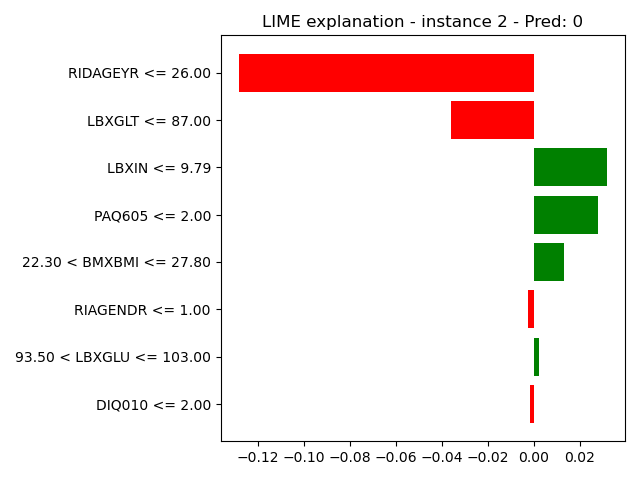 LIME explanation - instance 2 - Pred: 0
RIDAGEYR <= 26.00
LBXGLT <= 87.00
LBXIN <= 9.79
PAQ605 <= 2.00
22.30 < BMXBMI <= 27.80
RIAGENDR <= 1.00
93.50 < LBXGLU <= 103.00
DIQ010 <= 2.00
−0.12 −0.10 −0.08 −0.06 −0.04 −0.02 0.00 0.02